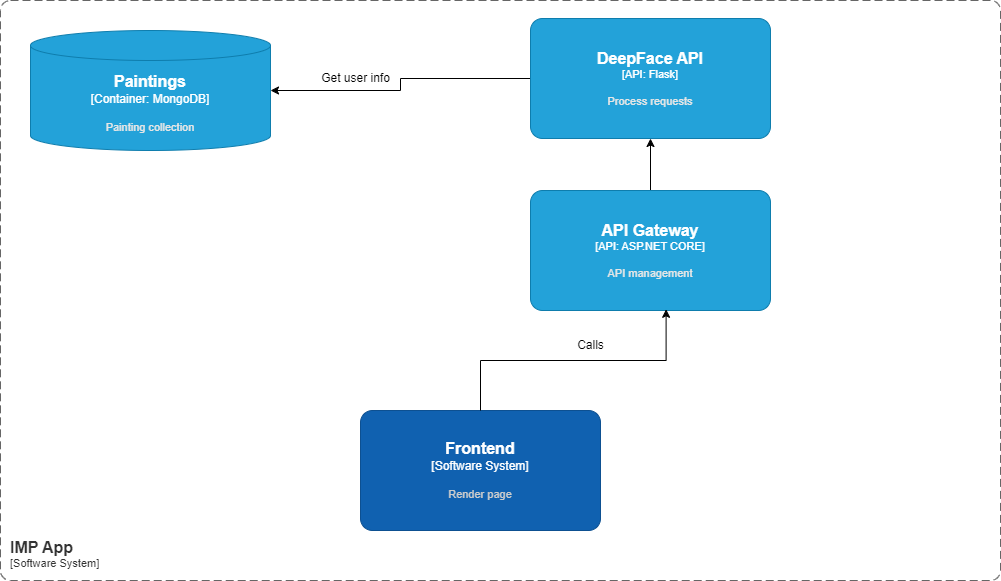 Paintings
[Container: MongoDB]
Painting collection
Get user info
DeepFace API
[API: Flask]
Process requests
API Gateway
[API: ASP.NET CORE]
API management
Calls
Frontend
[Software System]
Render page
IMP App
[Software System]